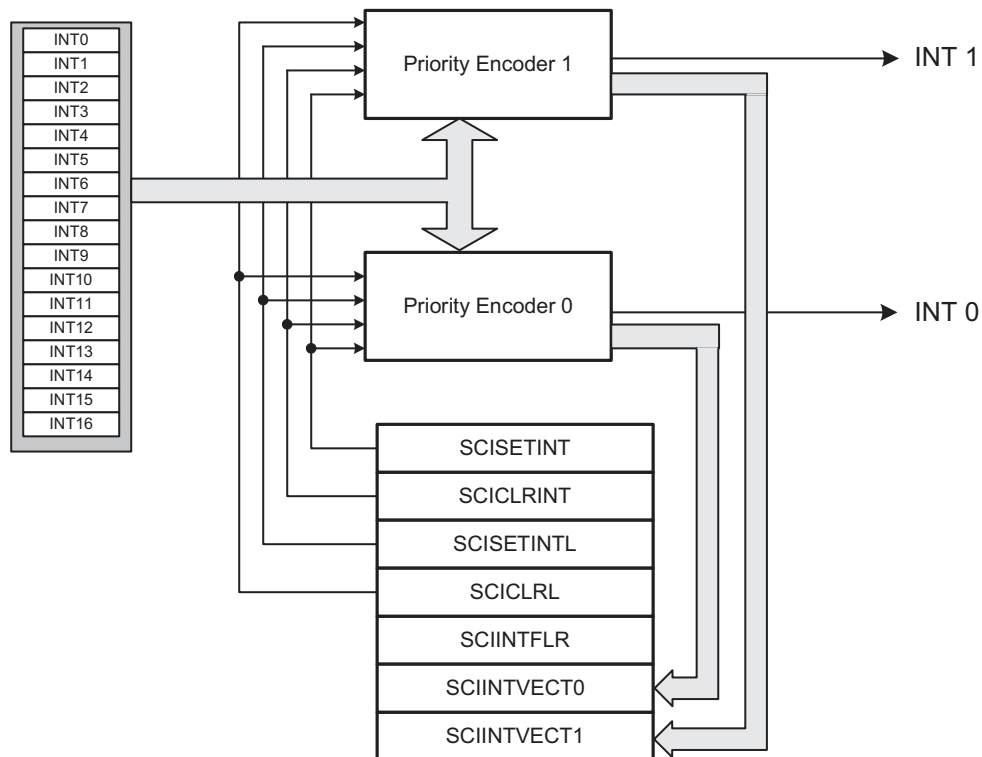 INT0
INT1
INT2
INT3
INT4
INT5
INT6
INT7
INT8
INT9
INT10
INT11
INT12
INT13
INT14
INT15
INT16
Priority Encoder 1
INT 1
Priority Encoder 0
INT 0
SCISETINT
SCICLRINT
SCISETINTL
SCICLRL
SCIINTFLR
SCIINTVECT0
SCIINTVECT1